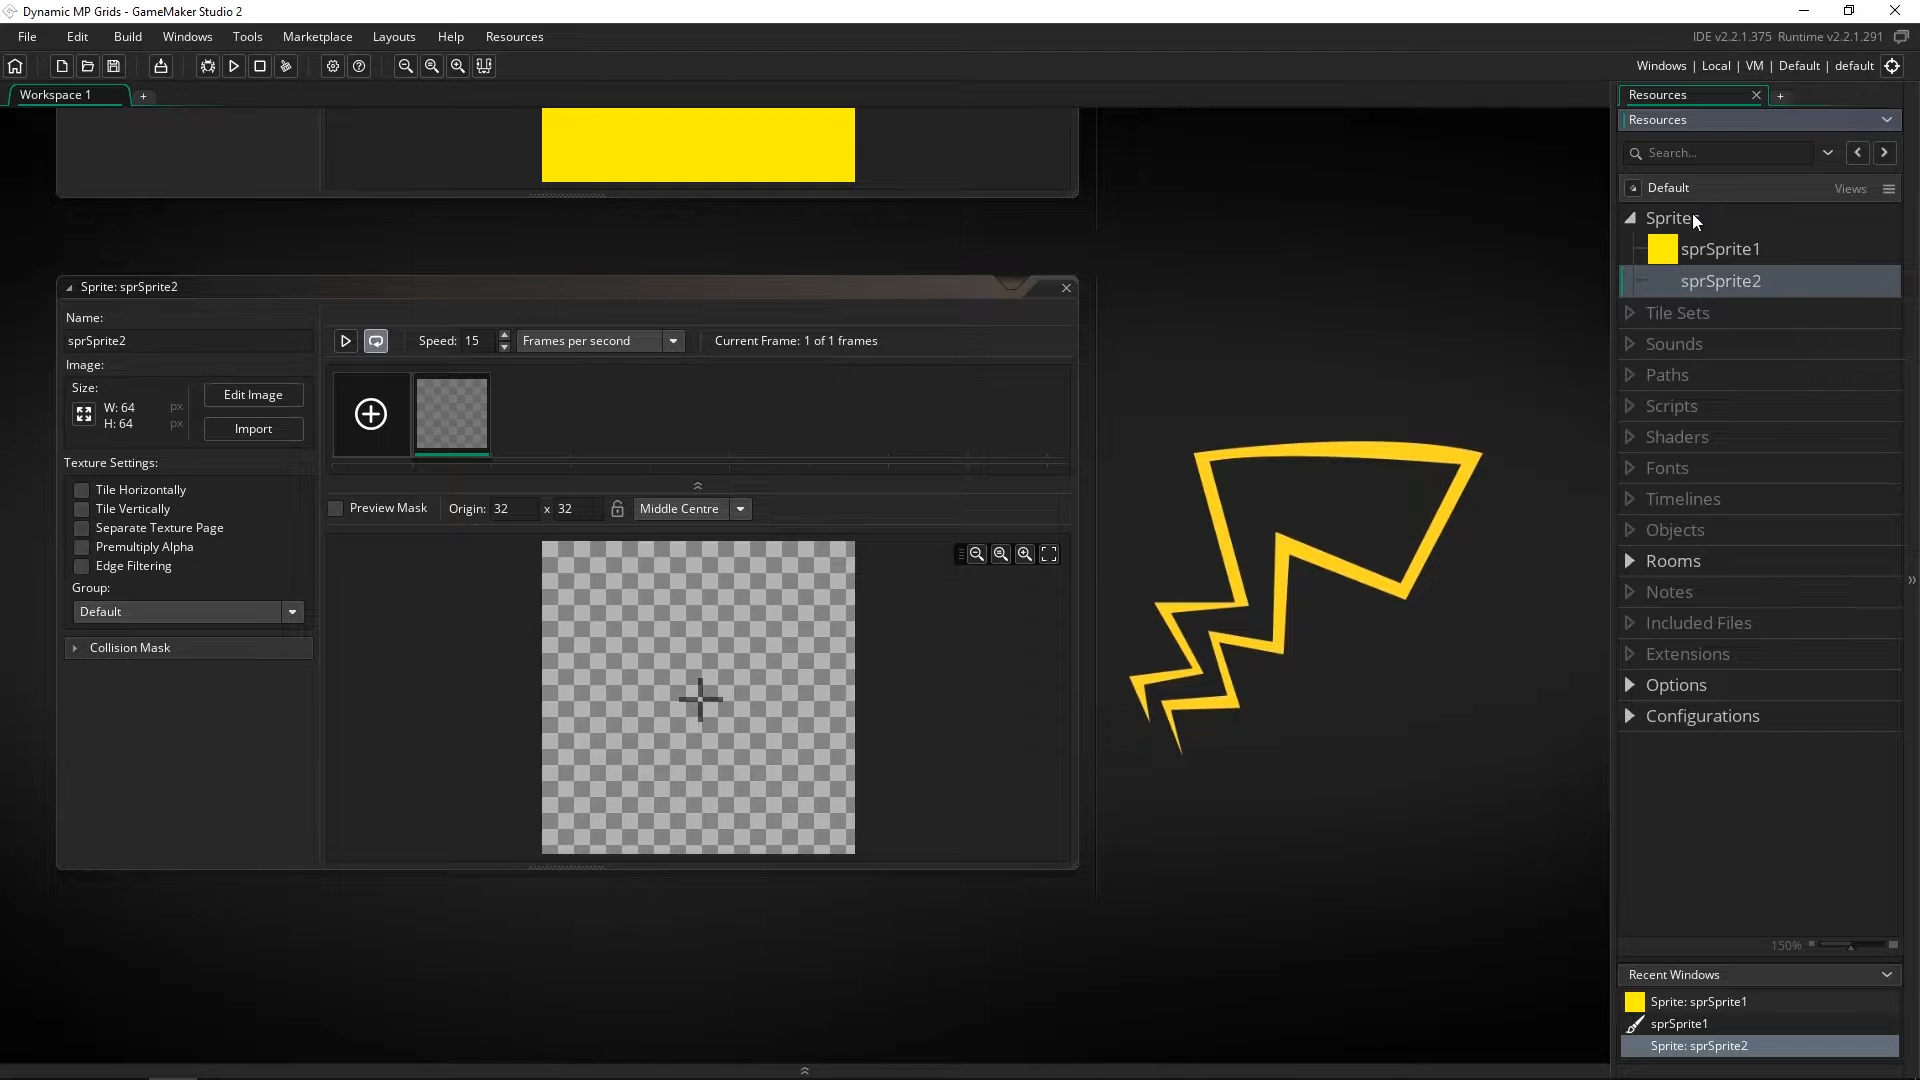 Dynamic MP Grids - GameMaker Studio 2
File Edit Build Windows Tools Marketplace Layouts Help Resources
IDE v2.2.1.375 Runtime v2.2.1.291
Windows | Local | VM | Default | default
Workspace 1
+
Resources
+
Resources
Search...
Default
Views
Sprites
sprSprite1
sprSprite2
Tile Sets
Sounds
Paths
Scripts
Shaders
Fonts
Timelines
Objects
Rooms
Notes
Included Files
Extensions
Options
Configurations
150%
Recent Windows
Sprite: sprSprite1
sprSprite1
Sprite: sprSprite2
Sprite: sprSprite2
Name:
sprSprite2
Image:
Size:
W: 64 px
H: 64 px
Edit Image
Import
Texture Settings:
Tile Horizontally
Tile Vertically
Separate Texture Page
Premultiply Alpha
Edge Filtering
Group:
Default
Collision Mask
Speed: 15 Frames per second
Current Frame: 1 of 1 frames
Preview Mask
Origin: 32 x 32
Middle Centre